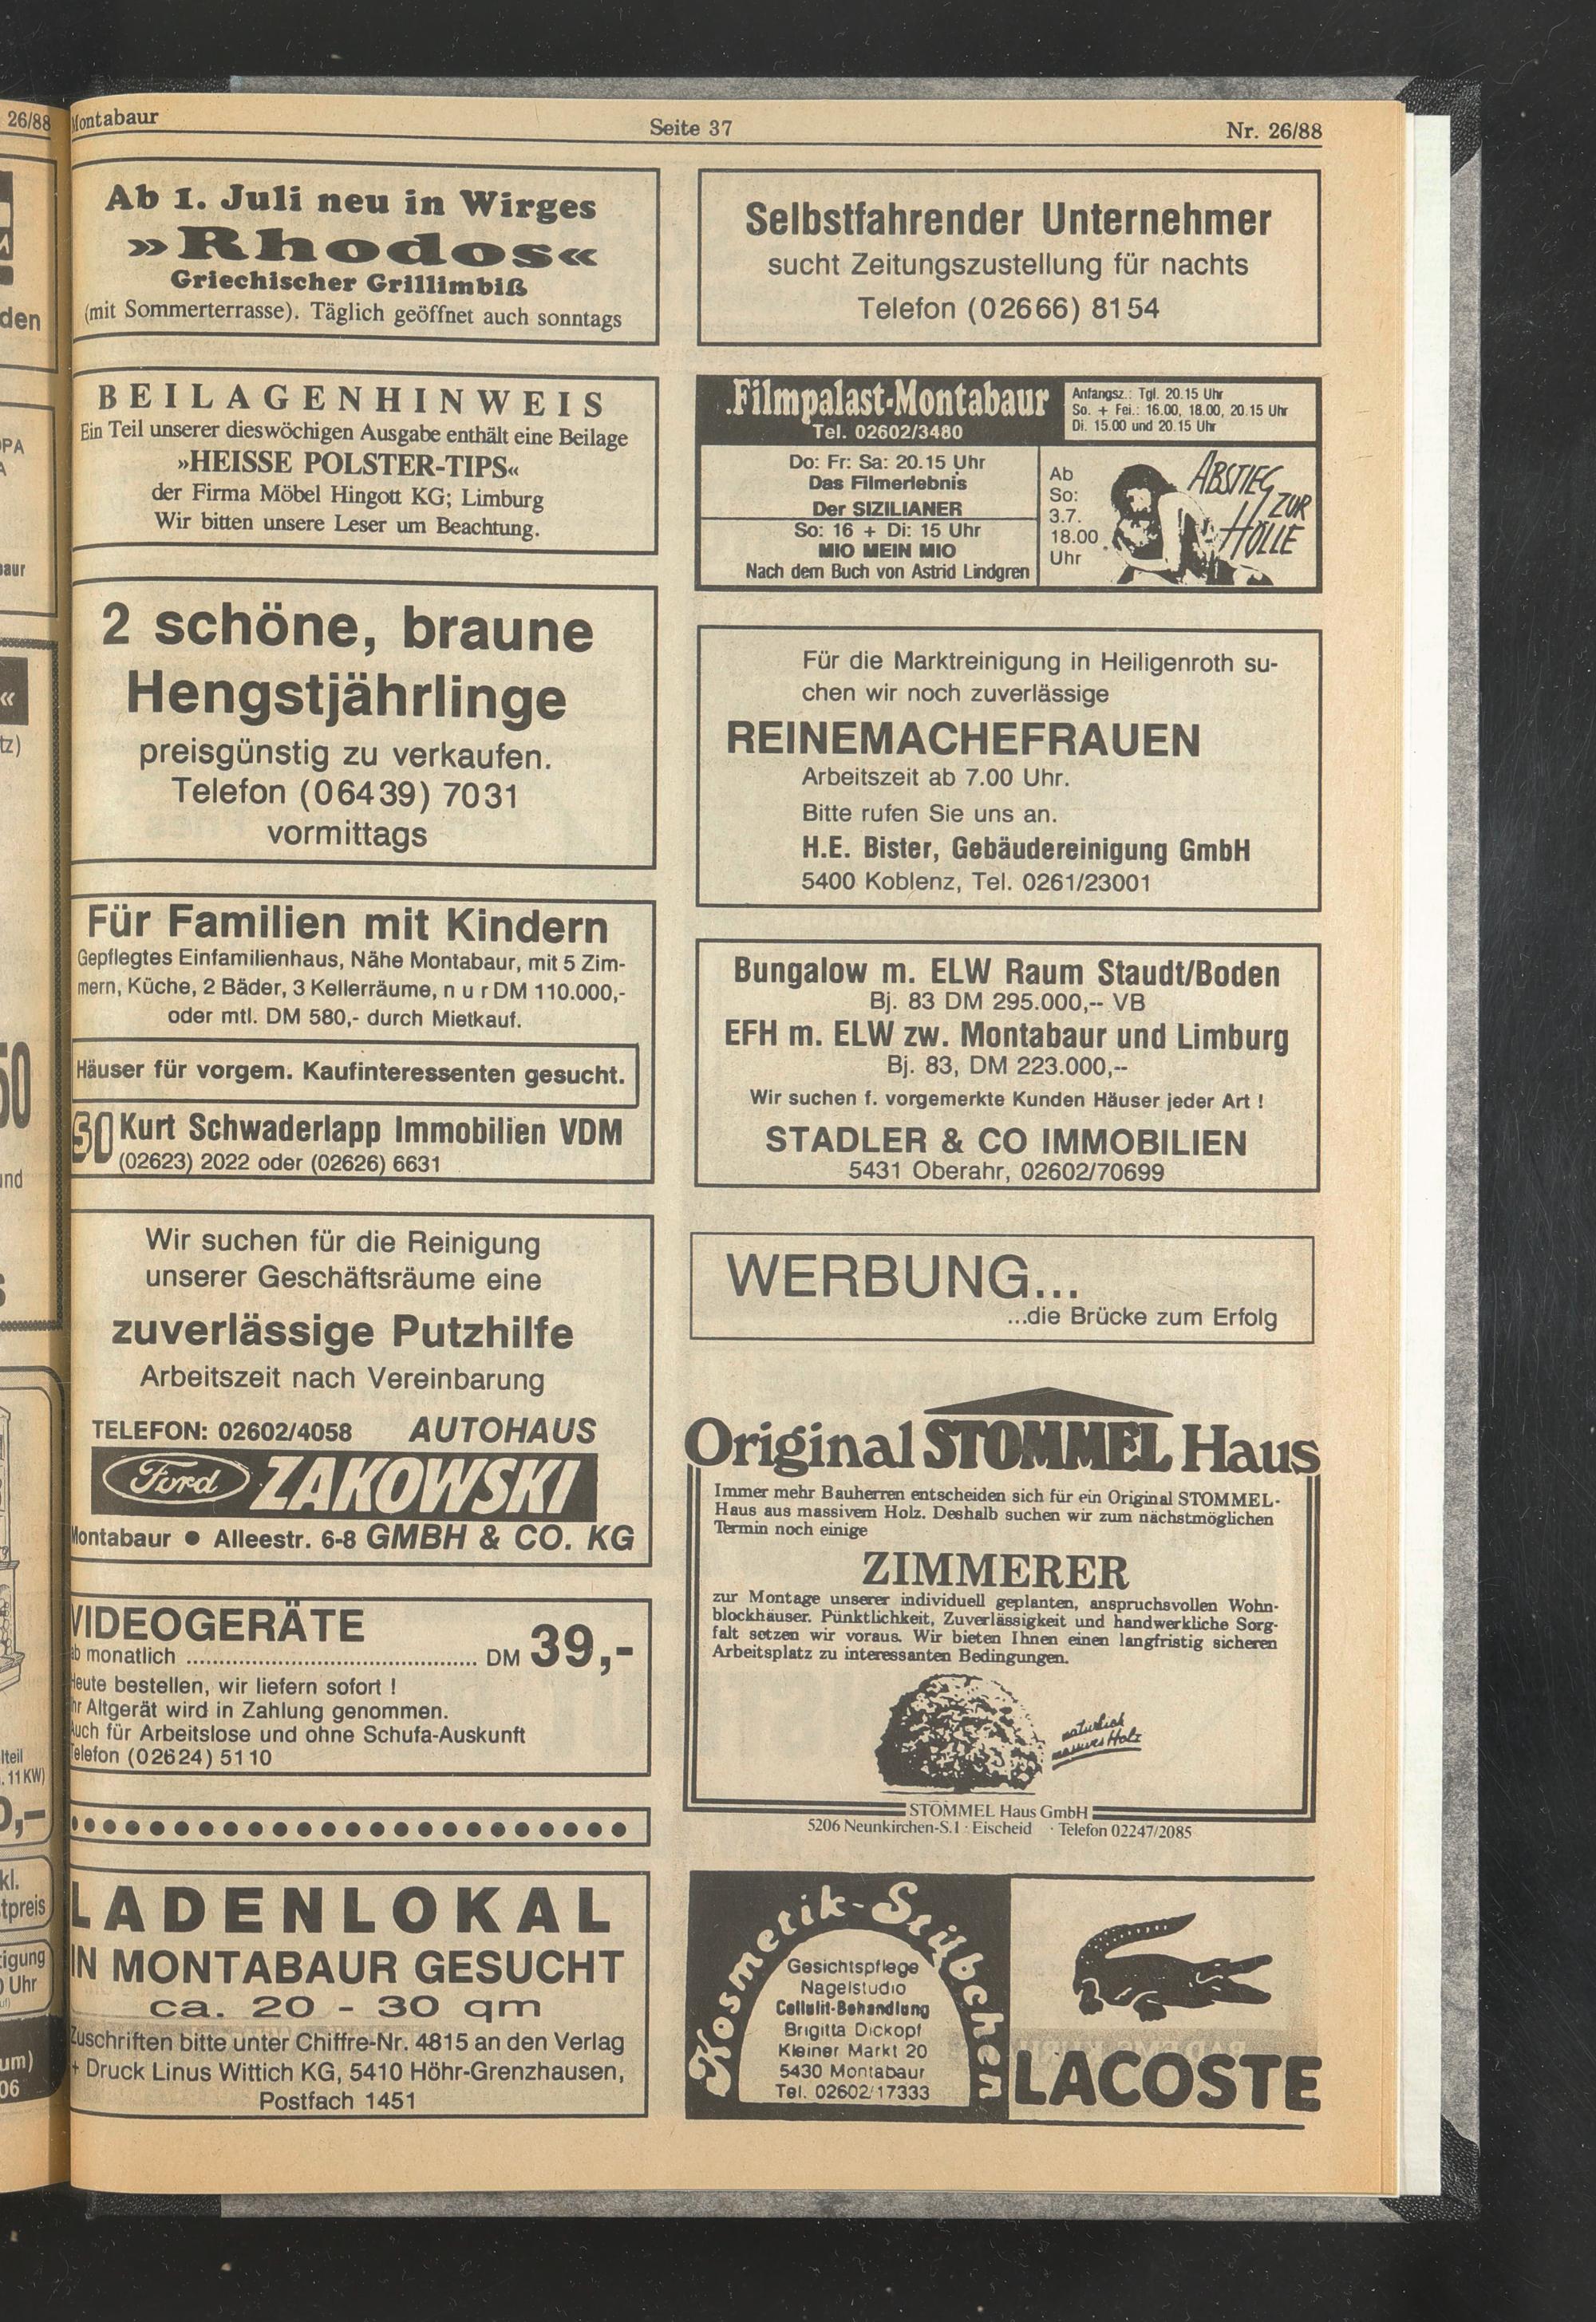 Montabaur
Seite 37
Nr. 26/88
Ab 1. Juli neu in Wirges
»Rhodos«
Griechischer Grillimbiß
(mit Sommerterrasse). Täglich geöffnet auch sonntags
BEILAGENHINWEIS
Ein Teil unserer dieswöchigen Ausgabe enthält eine Beilage
»HEISSE POLSTER-TIPS«
der Firma Möbel Hingott KG; Limburg
Wir bitten unsere Leser um Beachtung.
2 schöne, braune
Hengstjährlinge
preisgünstig zu verkaufen.
Telefon (06439) 7031
vormittags
Für Familien mit Kindern
Gepflegtes Einfamilienhaus, Nähe Montabaur, mit 5 Zim-
mern, Küche, 2 Bäder, 3 Kellerräume, n u r DM 110.000,-
oder mtl. DM 580,- durch Mietkauf.
Häuser für vorgem. Kaufinteressenten gesucht.
Kurt Schwaderlapp Immobilien VDM
(02623) 2022 oder (02626) 6631
Wir suchen für die Reinigung
unserer Geschäftsräume eine
zuverlässige Putzhilfe
Arbeitszeit nach Vereinbarung
TELEFON: 02602/4058 AUTOHAUS
Ford ZAKOWSKI
Montabaur ● Alleestr. 6-8 GMBH & CO. KG
VIDEOGERÄTE
ab monatlich ............................................ DM 39,-
Heute bestellen, wir liefern sofort !
Ihr Altgerät wird in Zahlung genommen.
Auch für Arbeitslose und ohne Schufa-Auskunft
Telefon (02624) 5110
LADENLOKAL
IN MONTABAUR GESUCHT
ca. 20 - 30 qm
Zuschriften bitte unter Chiffre-Nr. 4815 an den Verlag
+ Druck Linus Wittich KG, 5410 Höhr-Grenzhausen,
Postfach 1451
Selbstfahrender Unternehmer
sucht Zeitungszustellung für nachts
Telefon (02666) 8154
Filmpalast-Montabaur
Tel. 02602/3480
Anfangsz.: Tgl. 20.15 Uhr
So. + Fei.: 16.00, 18.00, 20.15 Uhr
Di. 15.00 und 20.15 Uhr
Do: Fr: Sa: 20.15 Uhr
Das Filmerlebnis
Der SIZILIANER
So: 16 + Di: 15 Uhr
MIO MEIN MIO
Nach dem Buch von Astrid Lindgren
Ab
So:
3.7.
18.00
Uhr
ABSTIEG
ZUR
HÖLLE
Für die Marktreinigung in Heiligenroth su-
chen wir noch zuverlässige
REINEMACHEFRAUEN
Arbeitszeit ab 7.00 Uhr.
Bitte rufen Sie uns an.
H.E. Bister, Gebäudereinigung GmbH
5400 Koblenz, Tel. 0261/23001
Bungalow m. ELW Raum Staudt/Boden
Bj. 83 DM 295.000,-- VB
EFH m. ELW zw. Montabaur und Limburg
Bj. 83, DM 223.000,--
Wir suchen f. vorgemerkte Kunden Häuser jeder Art !
STADLER & CO IMMOBILIEN
5431 Oberahr, 02602/70699
WERBUNG...
...die Brücke zum Erfolg
Original STOMMEL Haus
Immer mehr Bauherren entscheiden sich für ein Original STOMMEL-
Haus aus massivem Holz. Deshalb suchen wir zum nächstmöglichen
Termin noch einige
ZIMMERER
zur Montage unserer individuell geplanten, anspruchsvollen Wohn-
blockhäuser. Pünktlichkeit, Zuverlässigkeit und handwerkliche Sorg-
falt setzen wir voraus. Wir bieten Ihnen einen langfristig sicheren
Arbeitsplatz zu interessanten Bedingungen.
natürlich
massives Holz
STOMMEL Haus GmbH
5206 Neunkirchen-S.1 · Eischeid · Telefon 02247/2085
Kosmetik-Stübchen
Gesichtspflege
Nagelstudio
Cellulit-Behandlung
Brigitta Dickopf
Kleiner Markt 20
5430 Montabaur
Tel. 02602/17333
LACOSTE
26/88
den